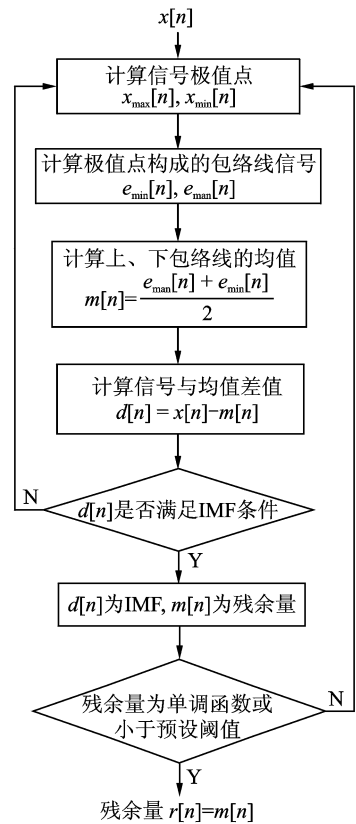 x[n]
计算信号极值点
x_max[n], x_min[n]
计算极值点构成的包络线信号
e_min[n], e_man[n]
计算上、下包络线的均值
m[n]=(e_man[n]+e_min[n])/2
计算信号与均值差值
d[n]=x[n]-m[n]
N
d[n]是否满足IMF条件
Y
d[n]为IMF, m[n]为残余量
残余量为单调函数或
小于预设阈值
N
Y
残余量 r[n]=m[n]